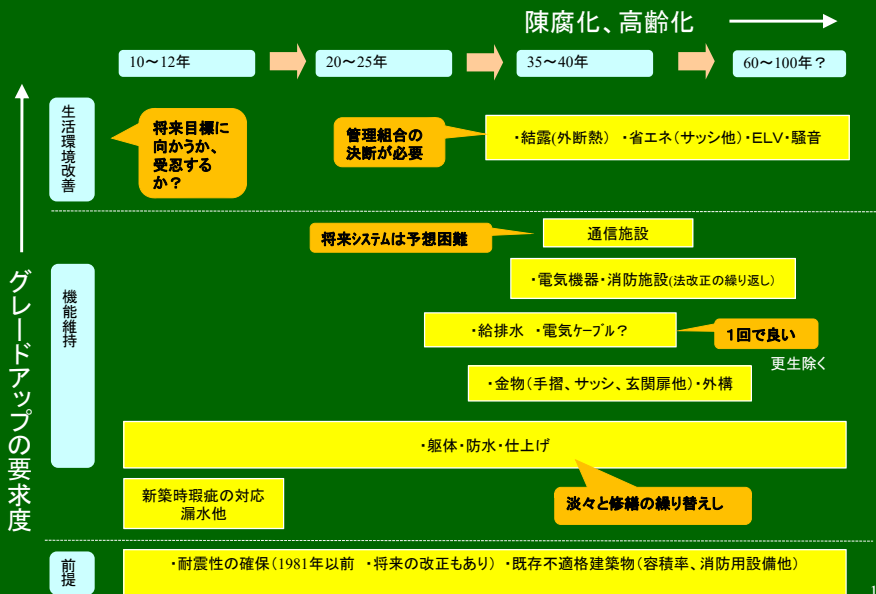 陳腐化、高齢化
10～12年
20～25年
35～40年
60～100年？
グレードアップの要求度
生活環境改善
将来目標に
向かうか、
受忍する
か？
管理組合の
決断が必要
・結露(外断熱)　・省エネ(サッシ他)・ELV・騒音
将来システムは予想困難
通信施設
機能維持
・電気機器・消防施設(法改正の繰り返し)
・給排水　・電気ケーブル？
1回で良い
更生除く
・金物(手摺、サッシ、玄関扉他)・外構
・躯体・防水・仕上げ
新築時瑕疵の対応
漏水他
淡々と修繕の繰り替えし
前提
・耐震性の確保(1981年以前　・将来の改正もあり)　・既存不適格建築物(容積率、消防用設備他)
1